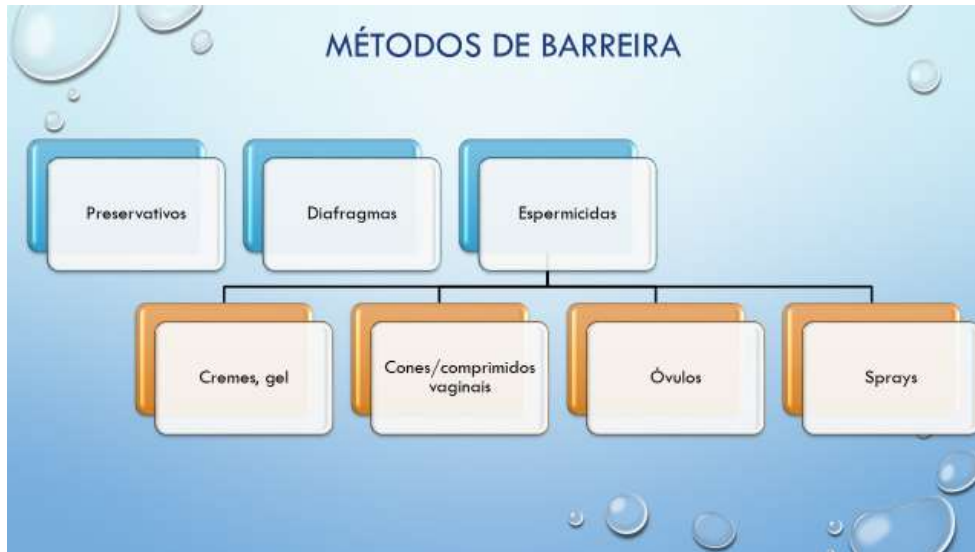 MÉTODOS DE BARREIRA
Preservativos
Diafragmas
Espermicidas
Cremes, gel
Cones/comprimidos
vaginais
Óvulos
Sprays